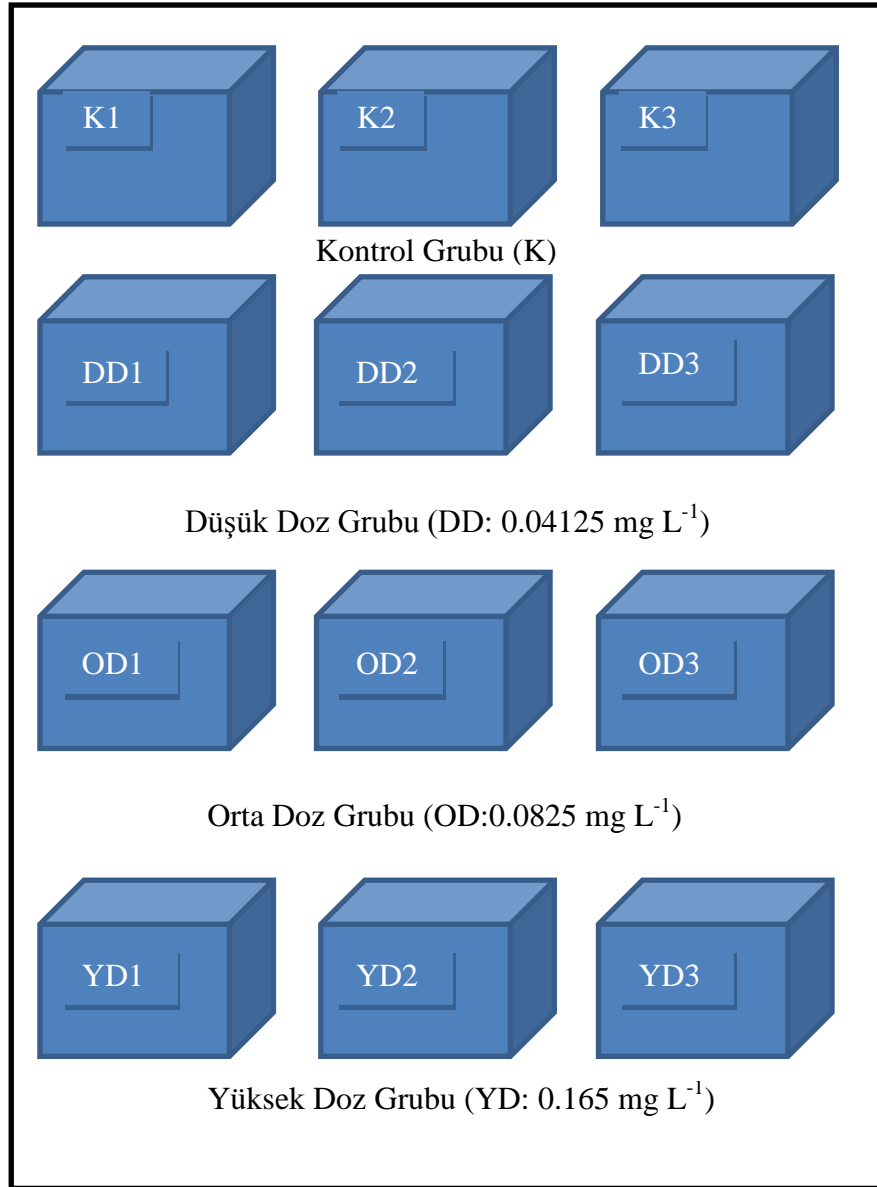 K1 K2 K3
Kontrol Grubu (K)
DD1 DD2 DD3
Düşük Doz Grubu (DD: 0.04125 mg L⁻¹)
OD1 OD2 OD3
Orta Doz Grubu (OD:0.0825 mg L⁻¹)
YD1 YD2 YD3
Yüksek Doz Grubu (YD: 0.165 mg L⁻¹)